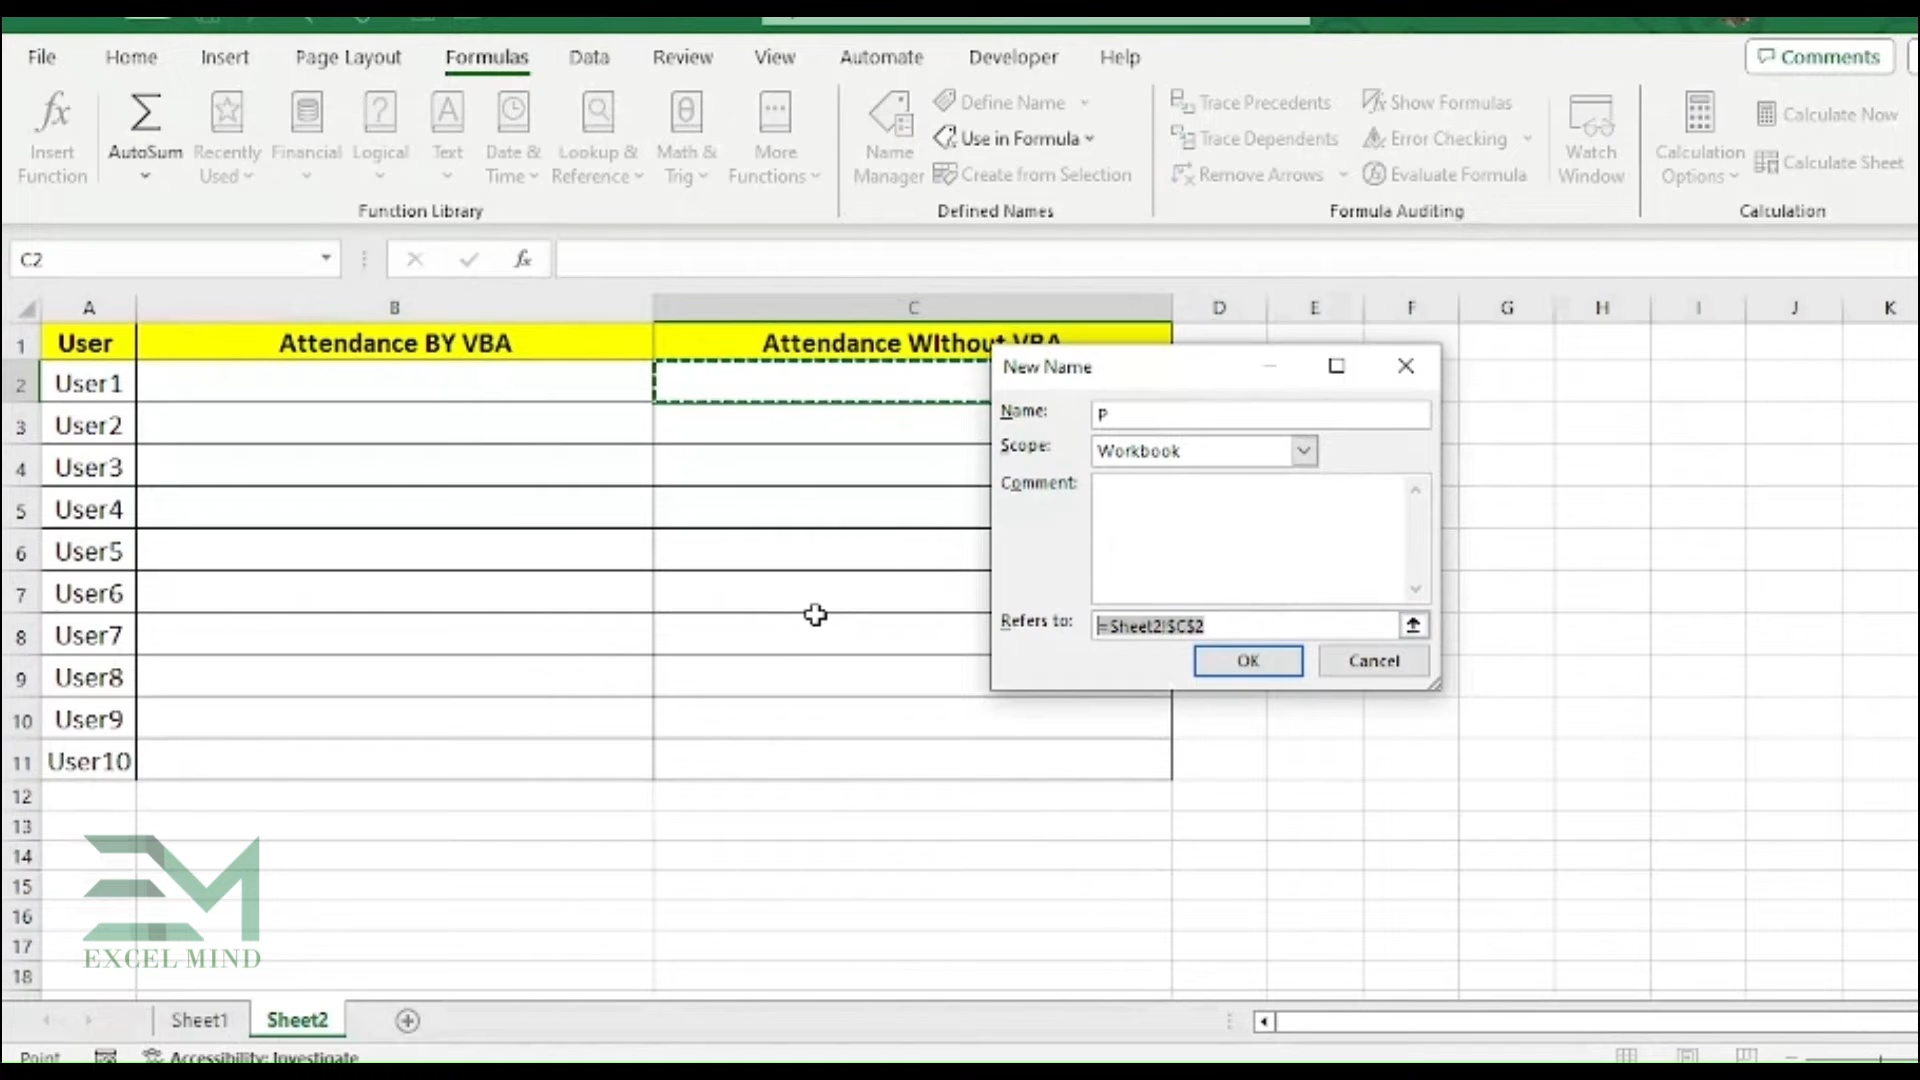 File Home Insert Page Layout Formulas Data Review View Automate Developer Help Comments
Insert Function
AutoSum
Recently Used
Financial
Logical
Text
Date & Time
Lookup & Reference
Math & Trig
More Functions
Function Library
Name Manager
Define Name
Use in Formula
Create from Selection
Defined Names
Trace Precedents
Trace Dependents
Remove Arrows
Show Formulas
Error Checking
Evaluate Formula
Formula Auditing
Watch Window
Calculation Options
Calculate Now
Calculate Sheet
Calculation
C2 fx
A B C D E F G H I J K
1 User Attendance BY VBA Attendance WIthout VBA
2 User1
3 User2
4 User3
5 User4
6 User5
7 User6
8 User7
9 User8
10 User9
11 User10
12
13
14
15
16
17
18
New Name
Name: P
Scope: Workbook
Comment:
Refers to: =Sheet2!$C$2
OK Cancel
EM
EXCEL MIND
Sheet1 Sheet2
Point Accessibility: Investigate